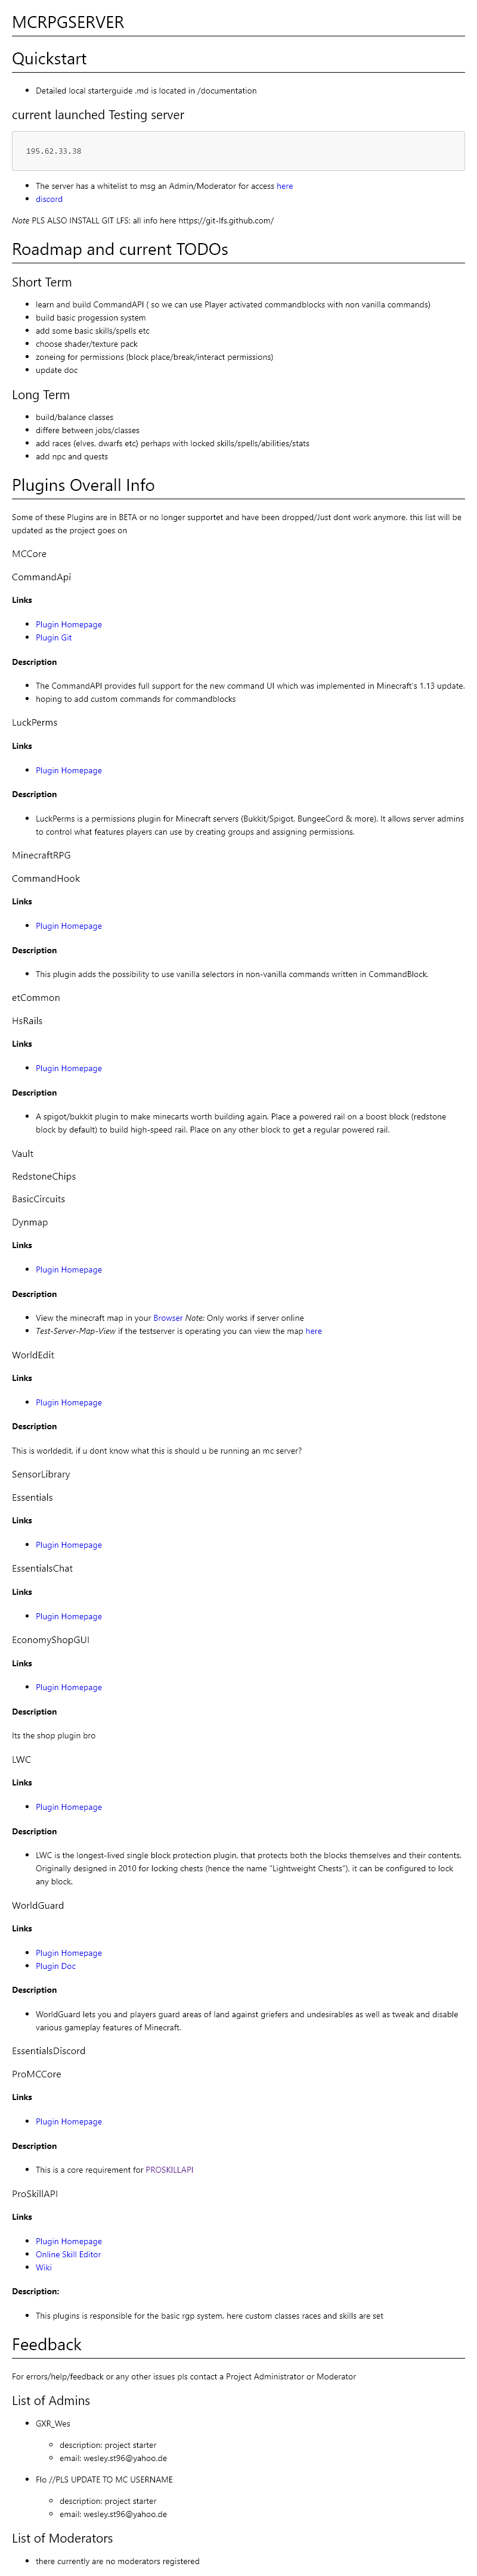 MCRPGSERVER
Quickstart
Detailed local starterguide .md is located in /documentation
current launched Testing server
195.62.33.38
The server has a whitelist to msg an Admin/Moderator for access here
discord
Note PLS ALSO INSTALL GIT LFS: all info here https://git-lfs.github.com/
Roadmap and current TODOs
Short Term
learn and build CommandAPI ( so we can use Player activated commandblocks with non vanilla commands)
build basic progession system
add some basic skills/spells etc
choose shader/texture pack
zoneing for permissions (block place/break/interact permissions)
update doc
Long Term
build/balance classes
differe between jobs/classes
add races (elves, dwarfs etc) perhaps with locked skills/spells/abilities/stats
add npc and quests
Plugins Overall Info
Some of these Plugins are in BETA or no longer supportet and have been dropped/Just dont work anymore. this list will be
updated as the project goes on
MCCore
CommandApi
Links
Plugin Homepage
Plugin Git
Description
The CommandAPI provides full support for the new command UI which was implemented in Minecraft's 1.13 update.
hoping to add custom commands for commandblocks
LuckPerms
Links
Plugin Homepage
Description
LuckPerms is a permissions plugin for Minecraft servers (Bukkit/Spigot, BungeeCord & more). It allows server admins
to control what features players can use by creating groups and assigning permissions.
MinecraftRPG
CommandHook
Links
Plugin Homepage
Description
This plugin adds the possibility to use vanilla selectors in non-vanilla commands written in CommandBlock.
etCommon
HsRails
Links
Plugin Homepage
Description
A spigot/bukkit plugin to make minecarts worth building again. Place a powered rail on a boost block (redstone
block by default) to build high-speed rail. Place on any other block to get a regular powered rail.
Vault
RedstoneChips
BasicCircuits
Dynmap
Links
Plugin Homepage
Description
View the minecraft map in your Browser Note: Only works if server online
Test-Server-Map-View if the testserver is operating you can view the map here
WorldEdit
Links
Plugin Homepage
Description
This is worldedit, if u dont know what this is should u be running an mc server?
SensorLibrary
Essentials
Links
Plugin Homepage
EssentialsChat
Links
Plugin Homepage
EconomyShopGUI
Links
Plugin Homepage
Description
Its the shop plugin bro
LWC
Links
Plugin Homepage
Description
LWC is the longest-lived single block protection plugin, that protects both the blocks themselves and their contents.
Originally designed in 2010 for locking chests (hence the name "Lightweight Chests"), it can be configured to lock
any block.
WorldGuard
Links
Plugin Homepage
Plugin Doc
Description
WorldGuard lets you and players guard areas of land against griefers and undesirables as well as tweak and disable
various gameplay features of Minecraft.
EssentialsDiscord
ProMCCore
Links
Plugin Homepage
Description
This is a core requirement for PROSKILLAPI
ProSkillAPI
Links
Plugin Homepage
Online Skill Editor
Wiki
Description:
This plugins is responsible for the basic rgp system, here custom classes races and skills are set
Feedback
For errors/help/feedback or any other issues pls contact a Project Administrator or Moderator
List of Admins
GXR_Wes
description: project starter
email: wesley.st96@yahoo.de
Flo //PLS UPDATE TO MC USERNAME
description: project starter
email: wesley.st96@yahoo.de
List of Moderators
there currently are no moderators registered